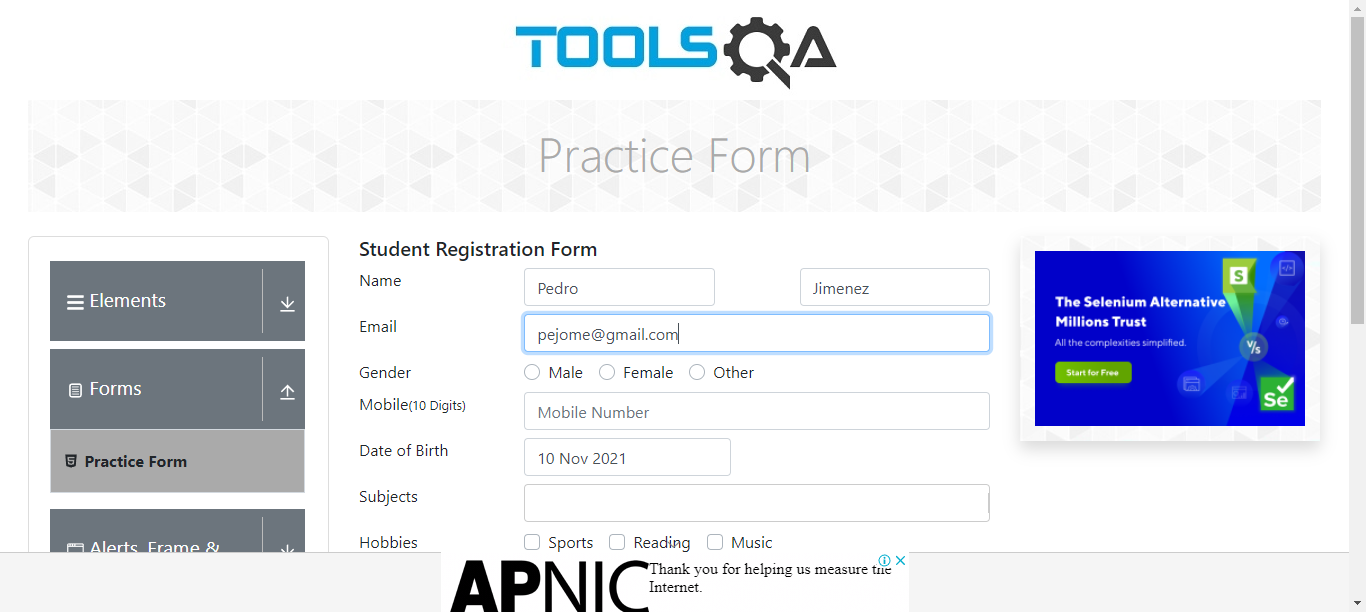 TOOLSQA
Practice Form
Elements
Forms
Practice Form
Alerts, Frame &
Student Registration Form
Name
Pedro
Jimenez
Email
pejome@gmail.com
Gender
Male
Female
Other
Mobile(10 Digits)
Mobile Number
Date of Birth
10 Nov 2021
Subjects
Hobbies
Sports
Reading
Music
S
The Selenium Alternative
Millions Trust
All the complexities simplified.
Start for Free
V/s
Se
APNIC
Thank you for helping us measure the
Internet.